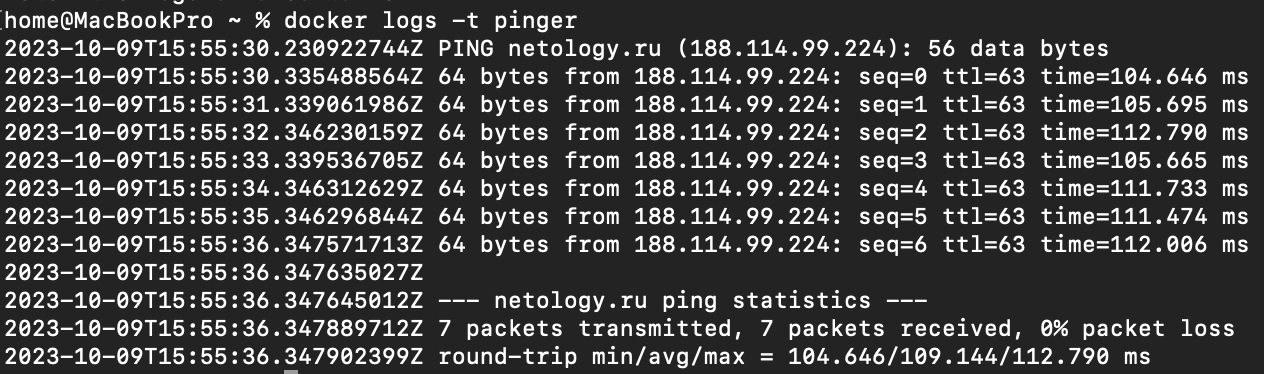 home@MacBookPro ~ % docker logs -t pinger
2023-10-09T15:55:30.230922744Z PING netology.ru (188.114.99.224): 56 data bytes
2023-10-09T15:55:30.335488564Z 64 bytes from 188.114.99.224: seq=0 ttl=63 time=104.646 ms
2023-10-09T15:55:31.339061986Z 64 bytes from 188.114.99.224: seq=1 ttl=63 time=105.695 ms
2023-10-09T15:55:32.346230159Z 64 bytes from 188.114.99.224: seq=2 ttl=63 time=112.790 ms
2023-10-09T15:55:33.339536705Z 64 bytes from 188.114.99.224: seq=3 ttl=63 time=105.665 ms
2023-10-09T15:55:34.346312629Z 64 bytes from 188.114.99.224: seq=4 ttl=63 time=111.733 ms
2023-10-09T15:55:35.346296844Z 64 bytes from 188.114.99.224: seq=5 ttl=63 time=111.474 ms
2023-10-09T15:55:36.347571713Z 64 bytes from 188.114.99.224: seq=6 ttl=63 time=112.006 ms
2023-10-09T15:55:36.347635027Z
2023-10-09T15:55:36.347645012Z --- netology.ru ping statistics ---
2023-10-09T15:55:36.347889712Z 7 packets transmitted, 7 packets received, 0% packet loss
2023-10-09T15:55:36.347902399Z round-trip min/avg/max = 104.646/109.144/112.790 ms